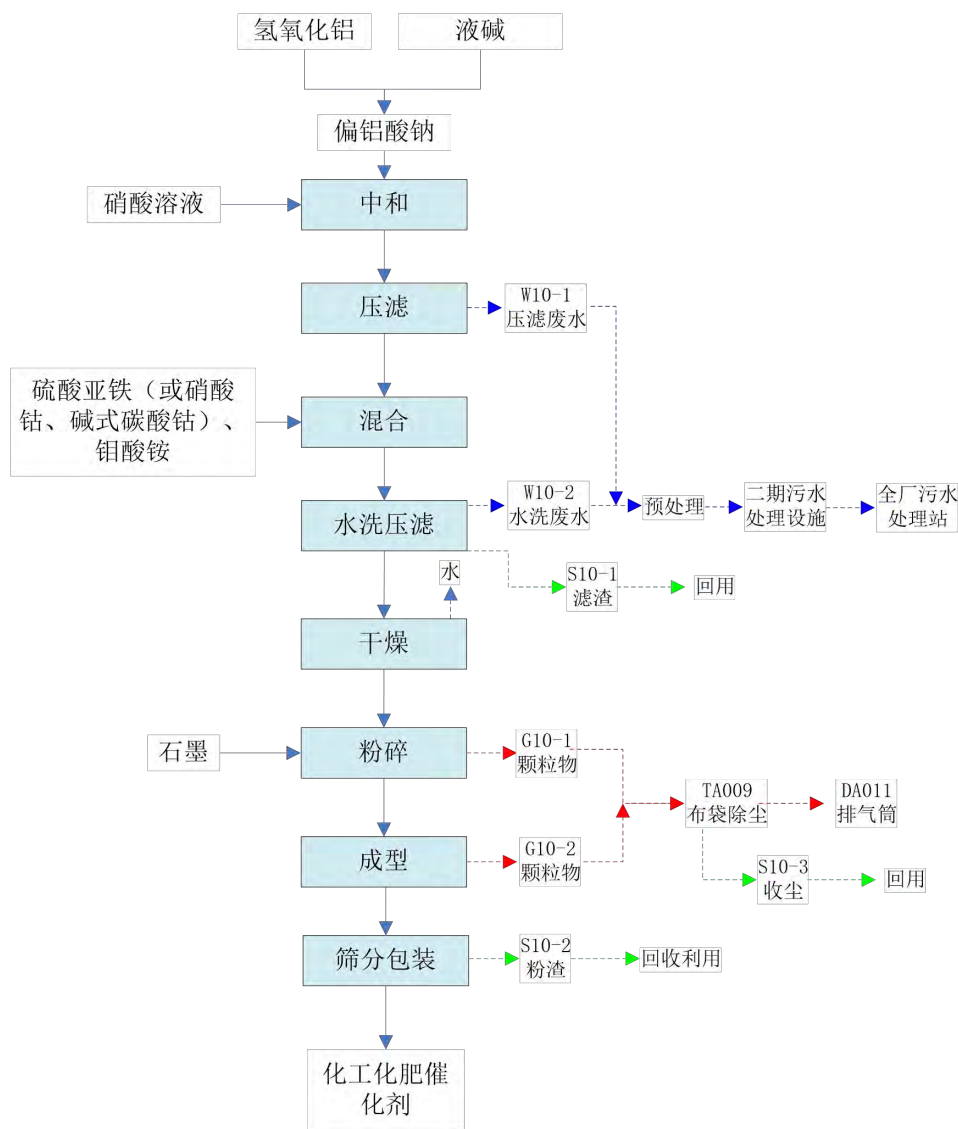 氢氧化铝
液碱
偏铝酸钠
硝酸溶液
中和
压滤
W10-1
压滤废水
硫酸亚铁（或硝酸
钴、碱式碳酸钴）、
钼酸铵
混合
水洗压滤
W10-2
水洗废水
预处理
二期污水
处理设施
全厂污水
处理站
水
S10-1
滤渣
回用
干燥
石墨
粉碎
G10-1
颗粒物
TA009
布袋除尘
DA011
排气筒
成型
G10-2
颗粒物
S10-3
收尘
回用
筛分包装
S10-2
粉渣
回收利用
化工化肥催
化剂